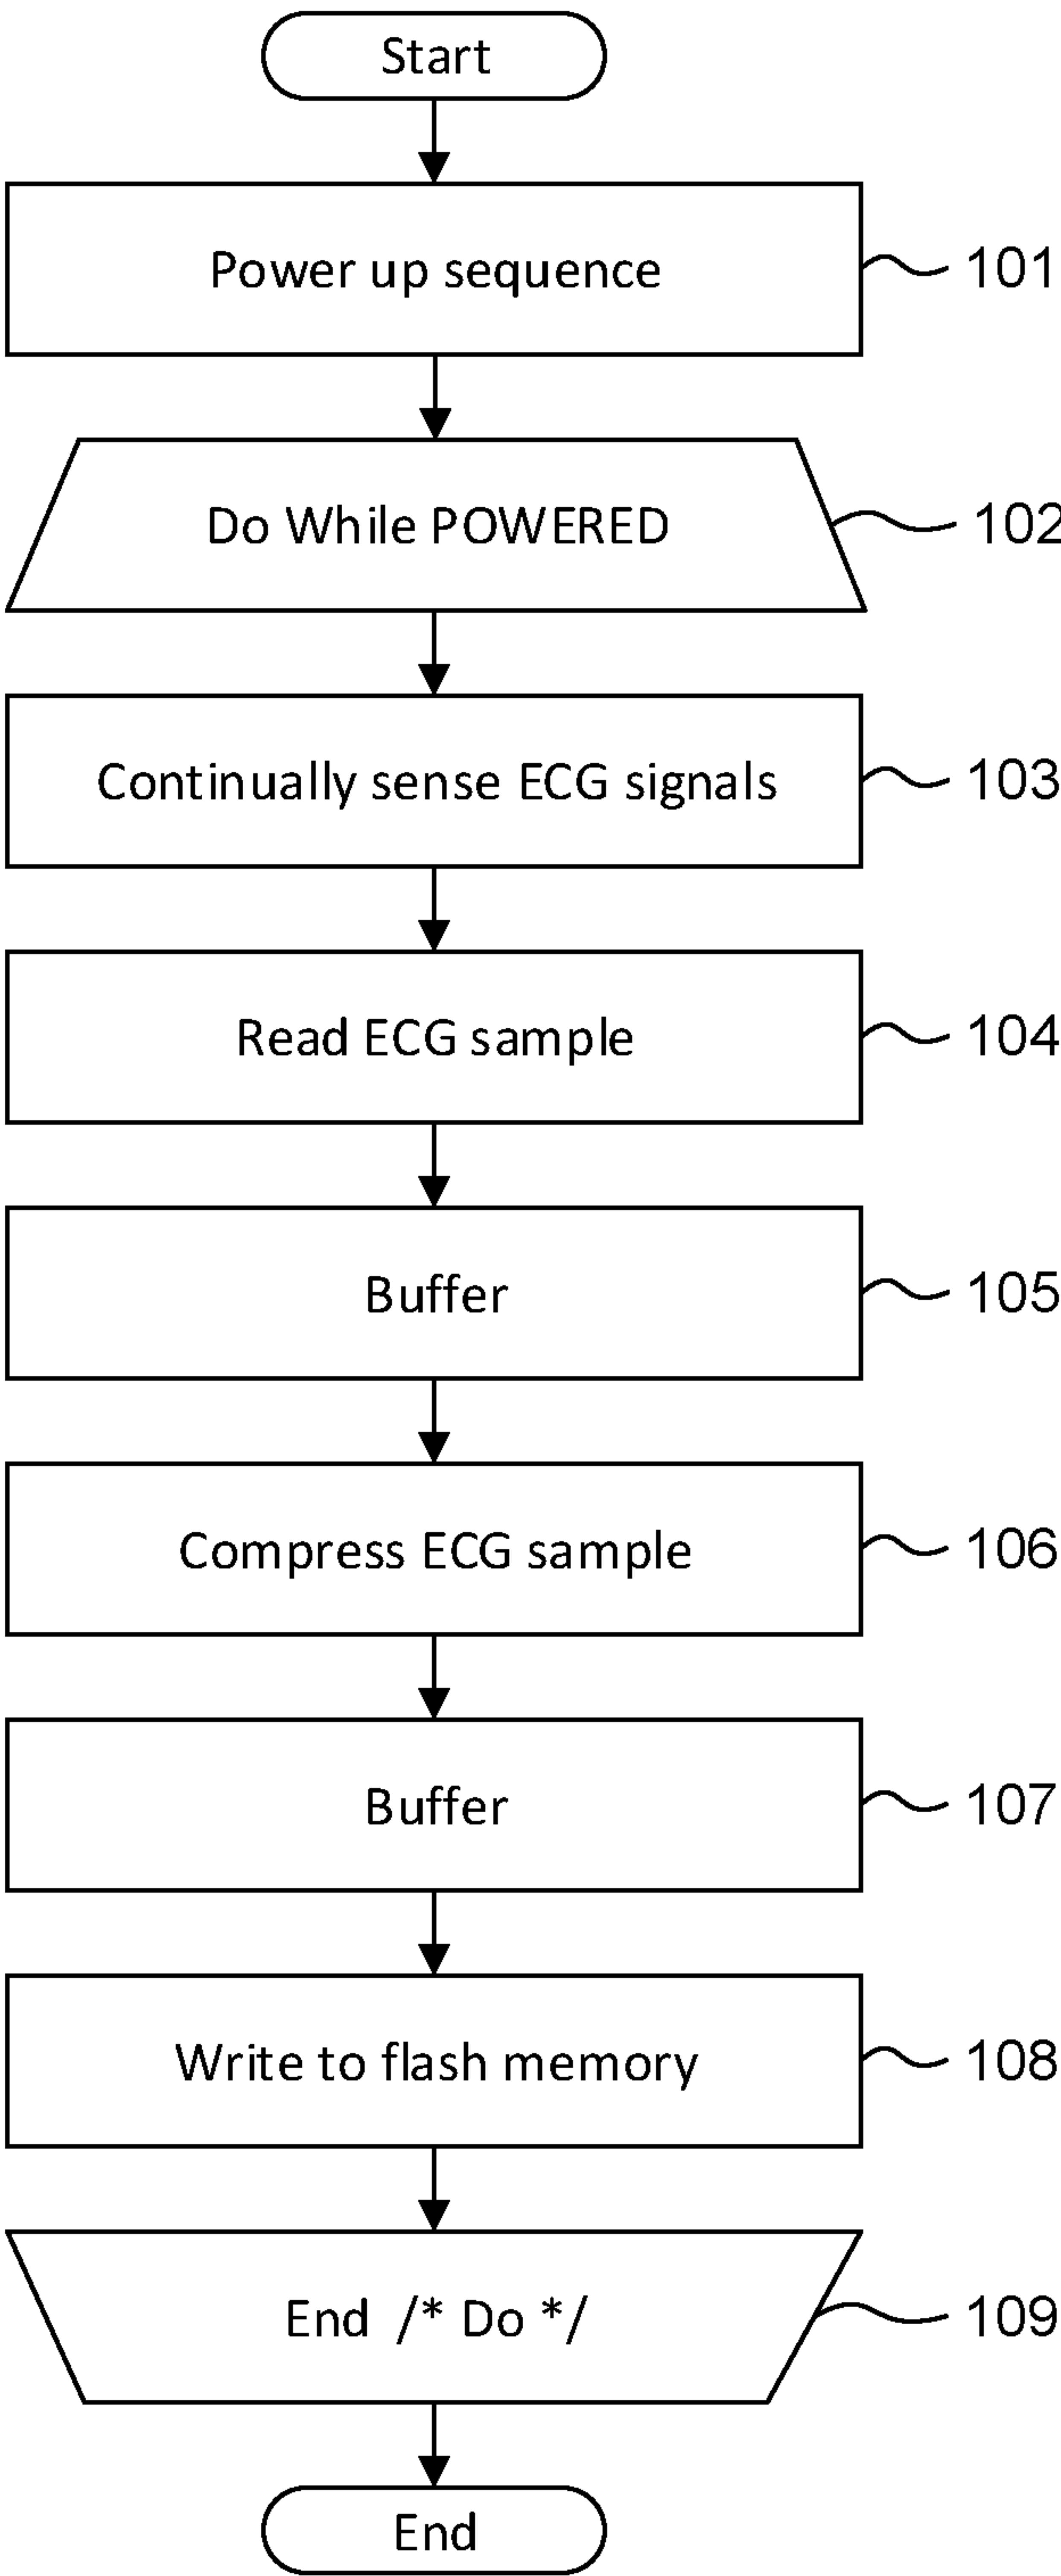 Start
Power up sequence
101
Do While POWERED
102
Continually sense ECG signals
103
Read ECG sample
104
Buffer
105
Compress ECG sample
106
Buffer
107
Write to flash memory
108
End /* Do */
109
End